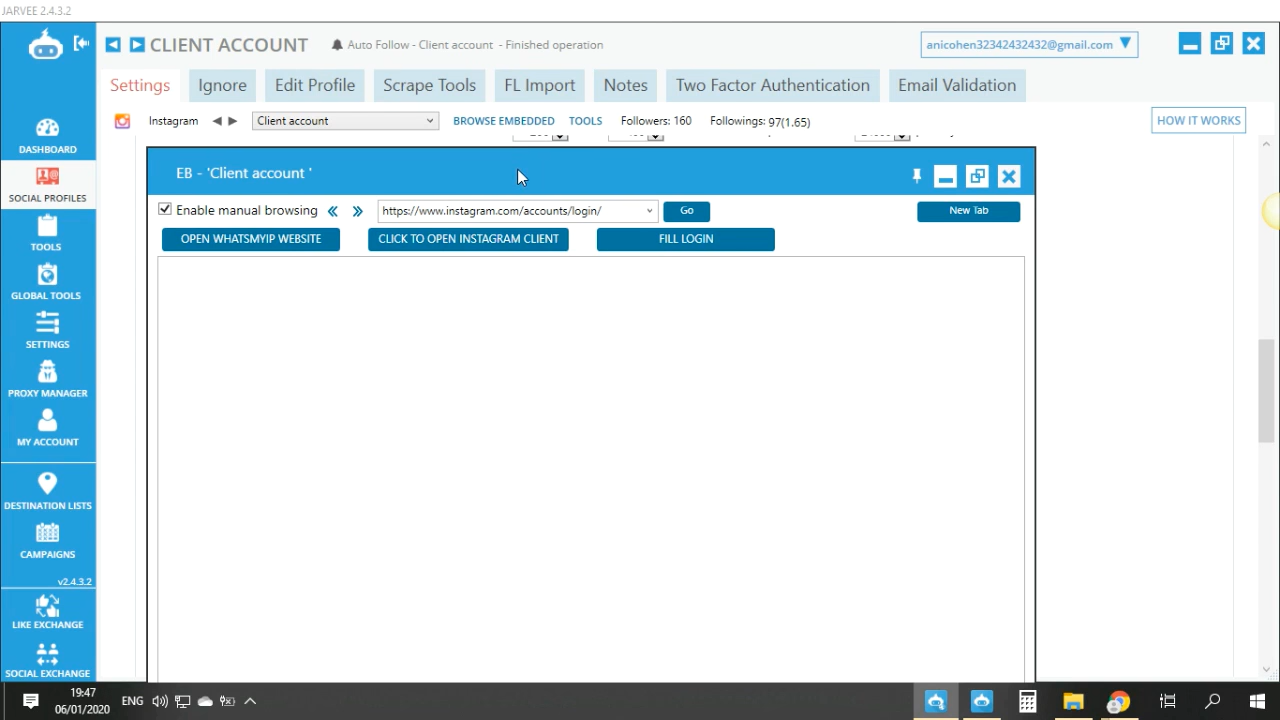 JARVEE 2.4.3.2
CLIENT ACCOUNT
Auto Follow - Client account - Finished operation
anicohen32342432432@gmail.com
Settings
Ignore
Edit Profile
Scrape Tools
FL Import
Notes
Two Factor Authentication
Email Validation
Instagram
Client account
BROWSE EMBEDDED
TOOLS
Followers: 160
Followings: 97(1.65)
HOW IT WORKS
DASHBOARD
SOCIAL PROFILES
TOOLS
GLOBAL TOOLS
SETTINGS
PROXY MANAGER
MY ACCOUNT
DESTINATION LISTS
CAMPAIGNS
v2.4.3.2
LIKE EXCHANGE
SOCIAL EXCHANGE
EB - 'Client account '
Enable manual browsing
https://www.instagram.com/accounts/login/
Go
New Tab
OPEN WHATSMYIP WEBSITE
CLICK TO OPEN INSTAGRAM CLIENT
FILL LOGIN
19:47
06/01/2020
ENG